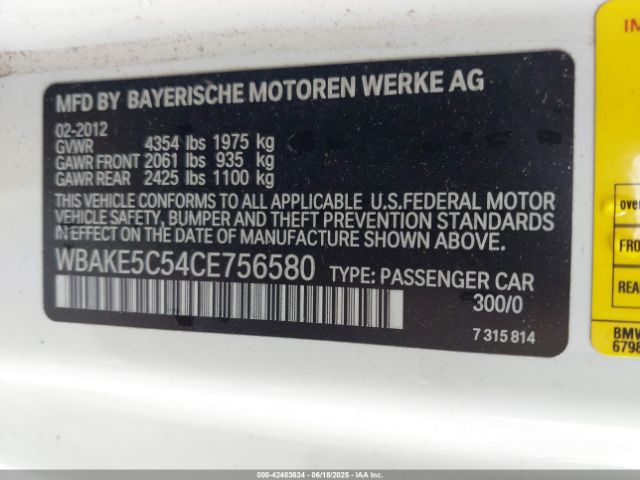 MFD BY BAYERISCHE MOTOREN WERKE AG
02-2012
GVWR 4354 lbs 1975 kg
GAWR FRONT 2061 lbs 935 kg
GAWR REAR 2425 lbs 1100 kg
THIS VEHICLE CONFORMS TO ALL APPLICABLE U.S.FEDERAL MOTOR
VEHICLE SAFETY, BUMPER AND THEFT PREVENTION STANDARDS
IN EFFECT ON THE DATE OF MANUFACTURE SHOWN ABOVE.
WBAKE5C54CE756580 TYPE: PASSENGER CAR
300/0
7 315 814
BMW
000-42483634 - 06/18/2025 - IAAI.COM